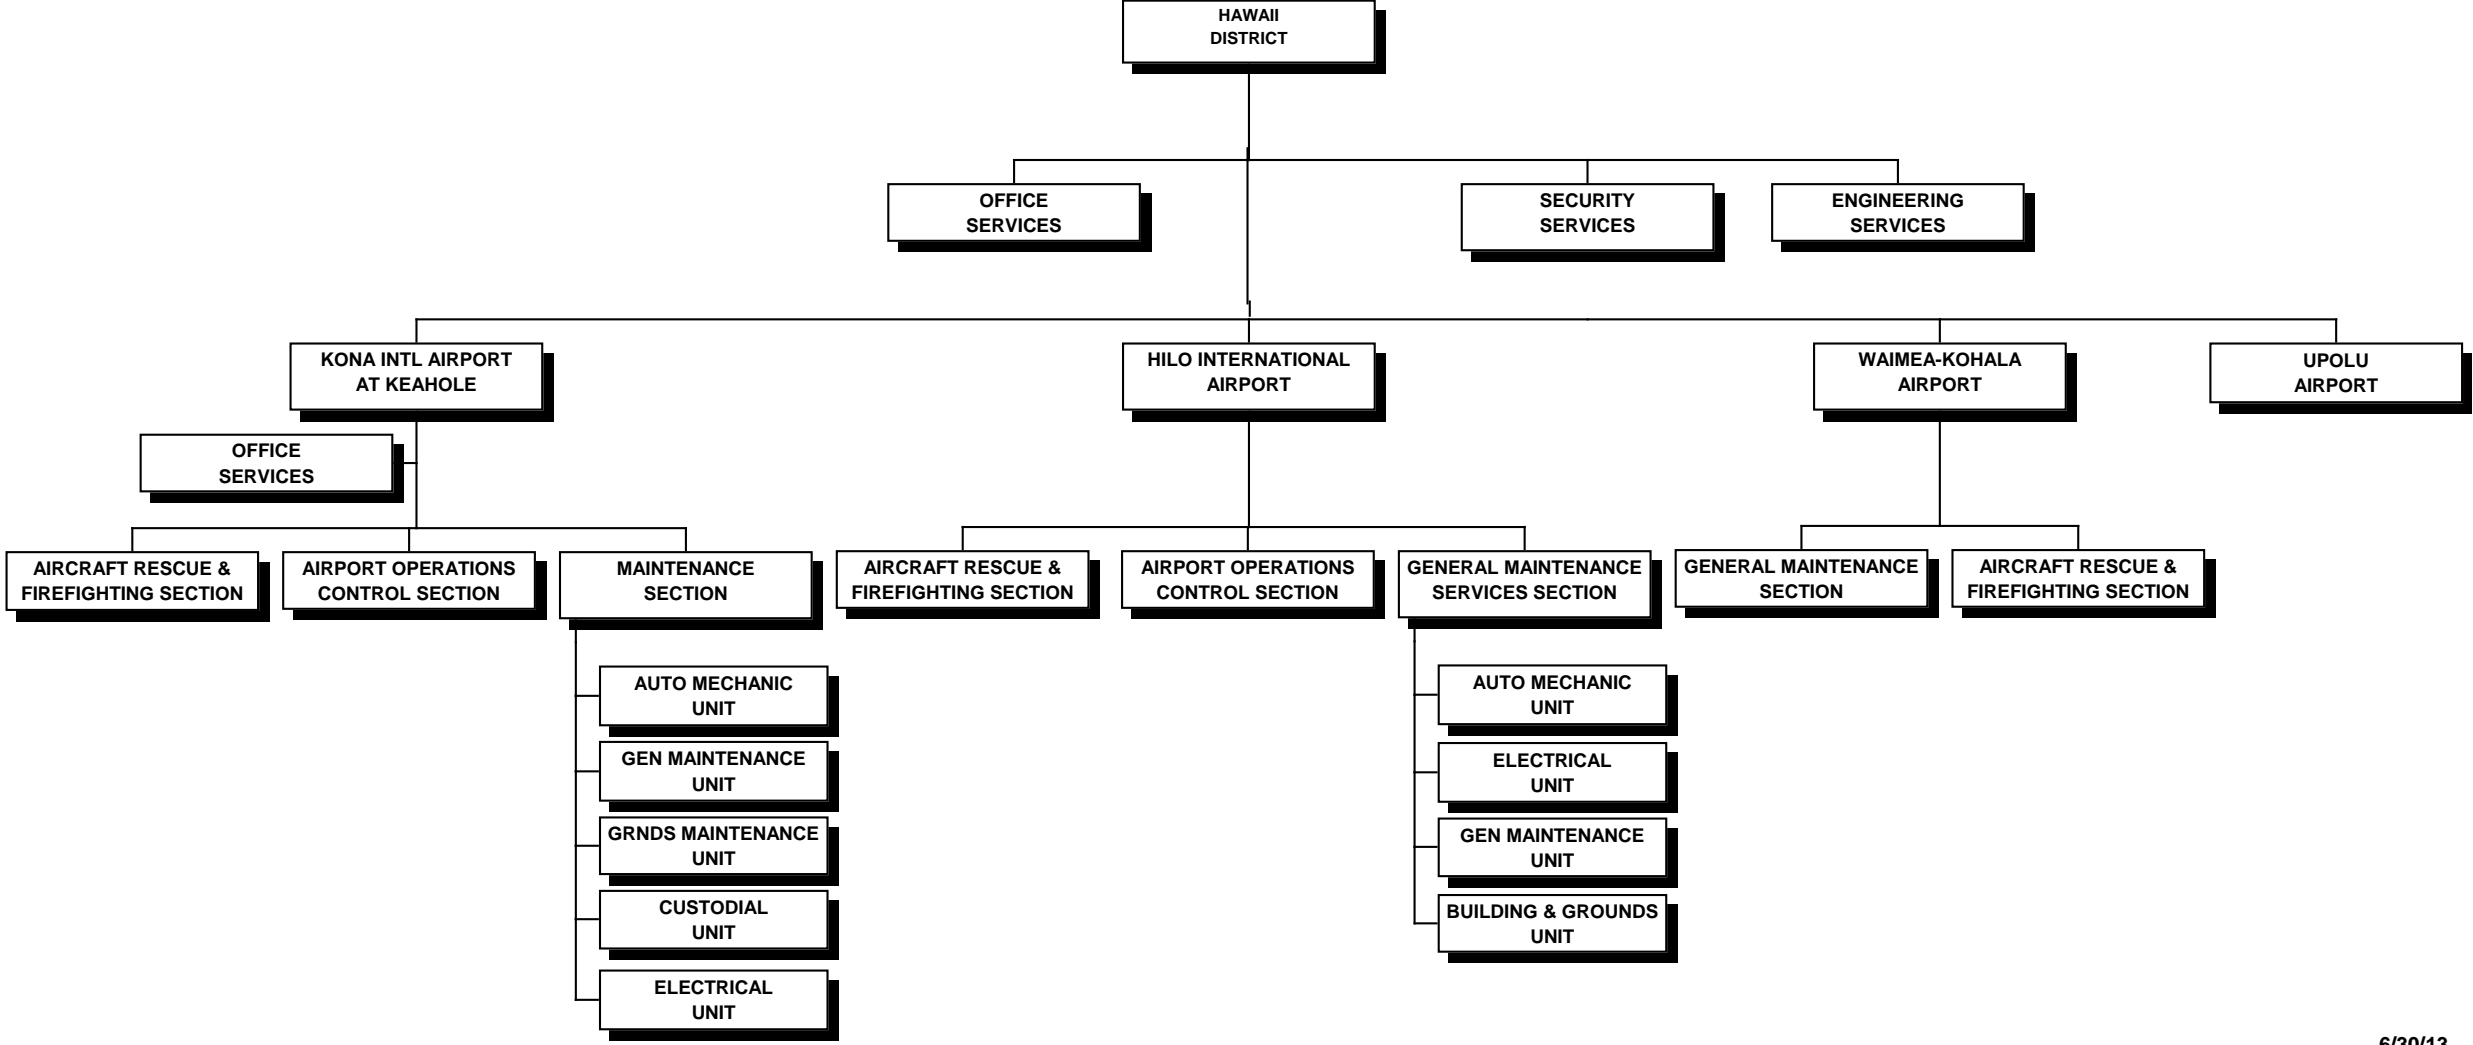 HAWAII
DISTRICT
OFFICE
SERVICES
SECURITY
SERVICES
ENGINEERING
SERVICES
KONA INTL AIRPORT
AT KEAHOLE
HILO INTERNATIONAL
AIRPORT
WAIMEA-KOHALA
AIRPORT
UPOLU
AIRPORT
OFFICE
SERVICES
AIRCRAFT RESCUE &
FIREFIGHTING SECTION
AIRPORT OPERATIONS
CONTROL SECTION
MAINTENANCE
SECTION
AIRCRAFT RESCUE &
FIREFIGHTING SECTION
AIRPORT OPERATIONS
CONTROL SECTION
GENERAL MAINTENANCE
SERVICES SECTION
GENERAL MAINTENANCE
SECTION
AIRCRAFT RESCUE &
FIREFIGHTING SECTION
AUTO MECHANIC
UNIT
GEN MAINTENANCE
UNIT
GRNDS MAINTENANCE
UNIT
CUSTODIAL
UNIT
ELECTRICAL
UNIT
AUTO MECHANIC
UNIT
ELECTRICAL
UNIT
GEN MAINTENANCE
UNIT
BUILDING & GROUNDS
UNIT
6/30/13